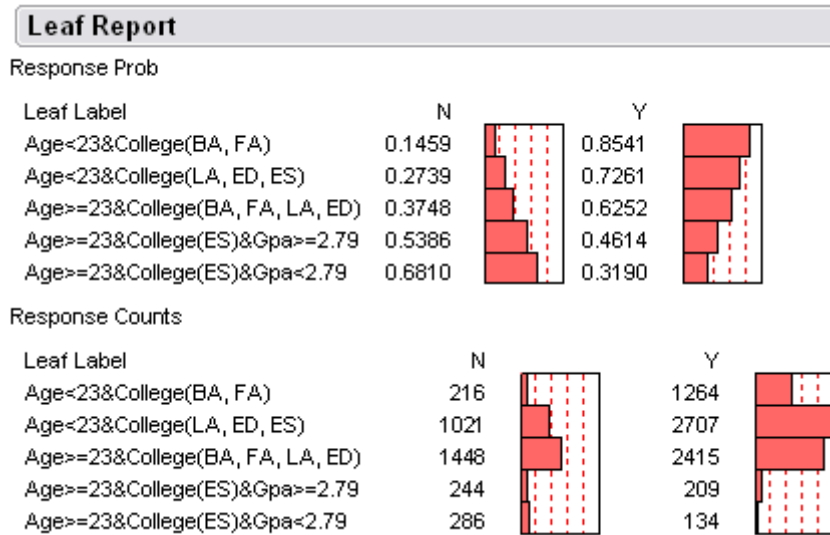 Leaf Report
Response Prob
Leaf Label N Y
Age<23&College(BA, FA) 0.1459 0.8541
Age<23&College(LA, ED, ES) 0.2739 0.7261
Age>=23&College(BA, FA, LA, ED) 0.3748 0.6252
Age>=23&College(ES)&Gpa>=2.79 0.5386 0.4614
Age>=23&College(ES)&Gpa<2.79 0.6810 0.3190
Response Counts
Leaf Label N Y
Age<23&College(BA, FA) 216 1264
Age<23&College(LA, ED, ES) 1021 2707
Age>=23&College(BA, FA, LA, ED) 1448 2415
Age>=23&College(ES)&Gpa>=2.79 244 209
Age>=23&College(ES)&Gpa<2.79 286 134